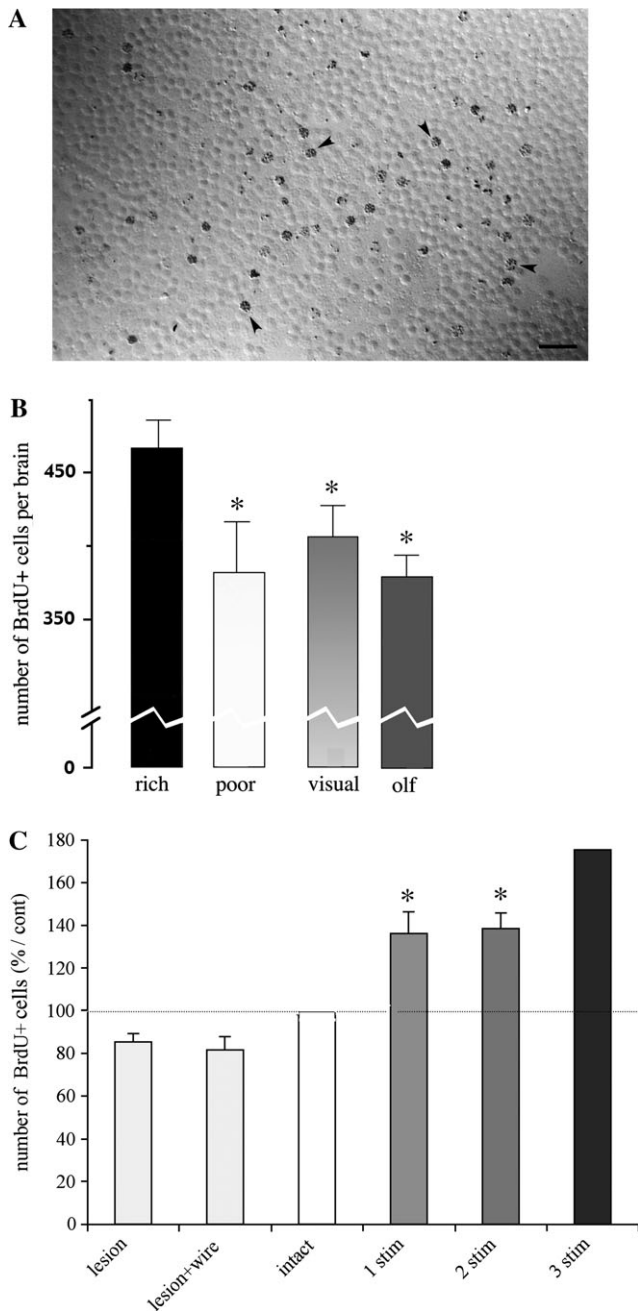 A
B
number of BrdU+ cells per brain
450
350
0
*
*
*
rich poor visual olf
C
number of BrdU+ cells (% / cont)
180
160
140
120
100
80
60
40
20
0
*
*
lesion
lesion+wire
intact
1 stim
2 stim
3 stim